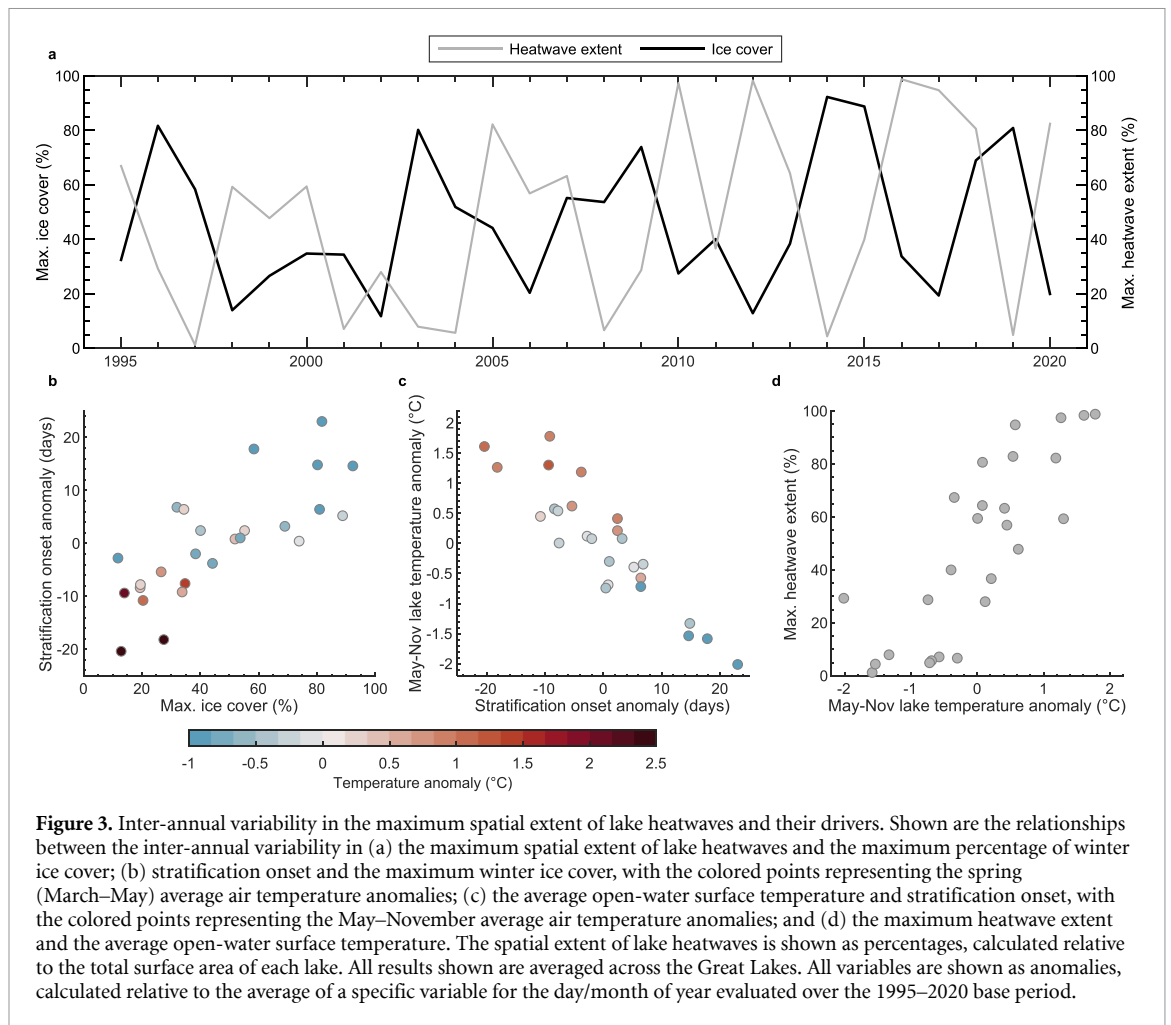 a
Heatwave extent
Ice cover
Max. ice cover (%)
100
80
60
40
20
0
100
80
60
40
20
0
Max. heatwave extent (%)
1995
2000
2005
2010
2015
2020
b
Stratification onset anomaly (days)
20
10
0
-10
-20
0
20
40
60
80
100
Max. ice cover (%)
c
May-Nov lake temperature anomaly (°C)
2
1.5
1
0.5
0
-0.5
-1
-1.5
-2
-20
-10
0
10
20
Stratification onset anomaly (days)
d
Max. heatwave extent (%)
100
80
60
40
20
0
-2
-1
0
1
2
May-Nov lake temperature anomaly (°C)
-1
-0.5
0
0.5
1
1.5
2
2.5
Temperature anomaly (°C)
Figure 3. Inter-annual variability in the maximum spatial extent of lake heatwaves and their drivers. Shown are the relationships
between the inter-annual variability in (a) the maximum spatial extent of lake heatwaves and the maximum percentage of winter
ice cover; (b) stratification onset and the maximum winter ice cover, with the colored points representing the spring
(March–May) average air temperature anomalies; (c) the average open-water surface temperature and stratification onset, with
the colored points representing the May–November average air temperature anomalies; and (d) the maximum heatwave extent
and the average open-water surface temperature. The spatial extent of lake heatwaves is shown as percentages, calculated relative
to the total surface area of each lake. All results shown are averaged across the Great Lakes. All variables are shown as anomalies,
calculated relative to the average of a specific variable for the day/month of year evaluated over the 1995–2020 base period.